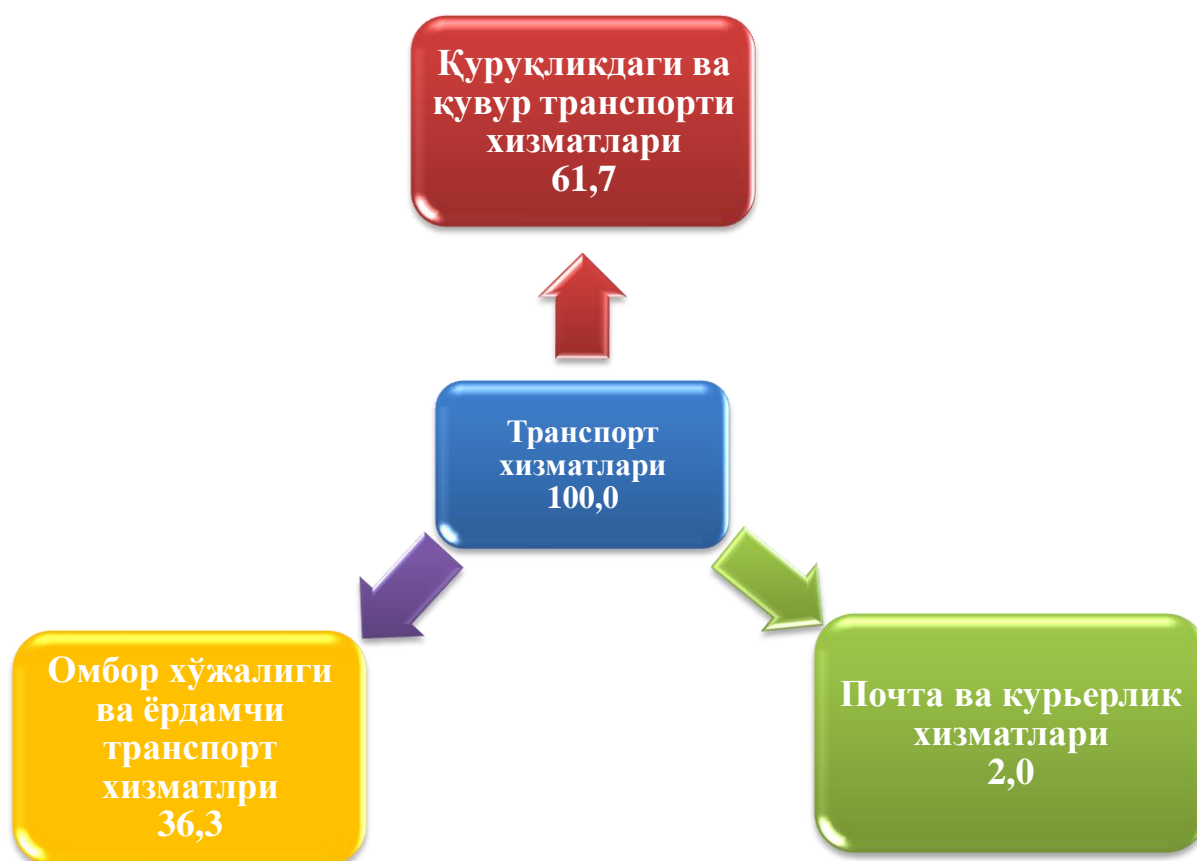 Қуруқликдаги ва
қувур транспорти
хизматлари
61,7
Транспорт
хизматлари
100,0
Омбор хўжалиги
ва ёрдамчи
транспорт
хизматлри
36,3
Почта ва курьерлик
хизматлари
2,0